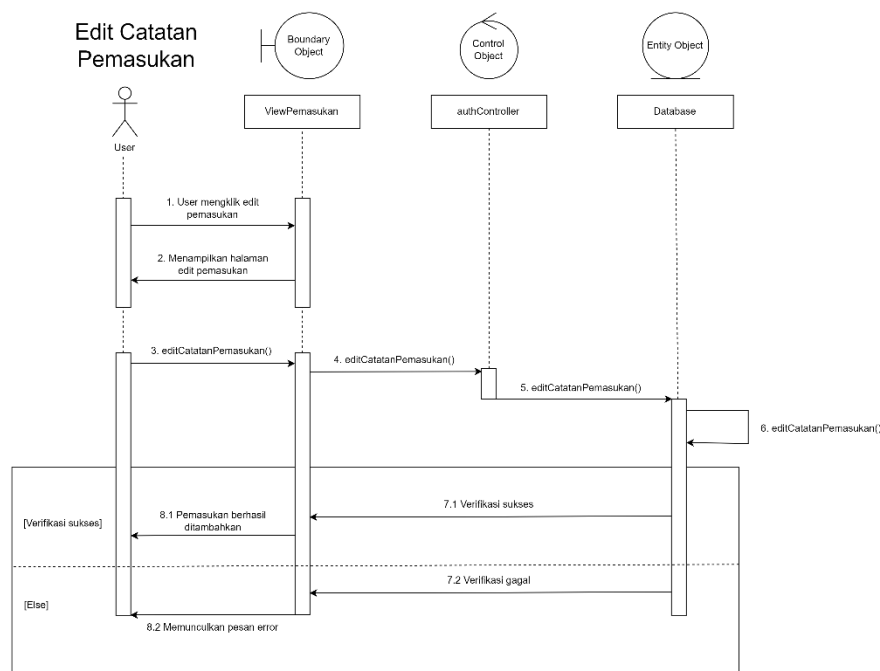 Edit Catatan
Pemasukan
Boundary
Object
Control
Object
Entity Object
ViewPemasukan
authController
Database
User
1. User mengklik edit
pemasukan
2. Menampilkan halaman
edit pemasukan
3. editCatatanPemasukan()
4. editCatatanPemasukan()
5. editCatatanPemasukan()
6. editCatatanPemasukan()
[Verifikasi sukses]
7.1 Verifikasi sukses
8.1 Pemasukan berhasil
ditambahkan
7.2 Verifikasi gagal
[Else]
8.2 Memunculkan pesan error